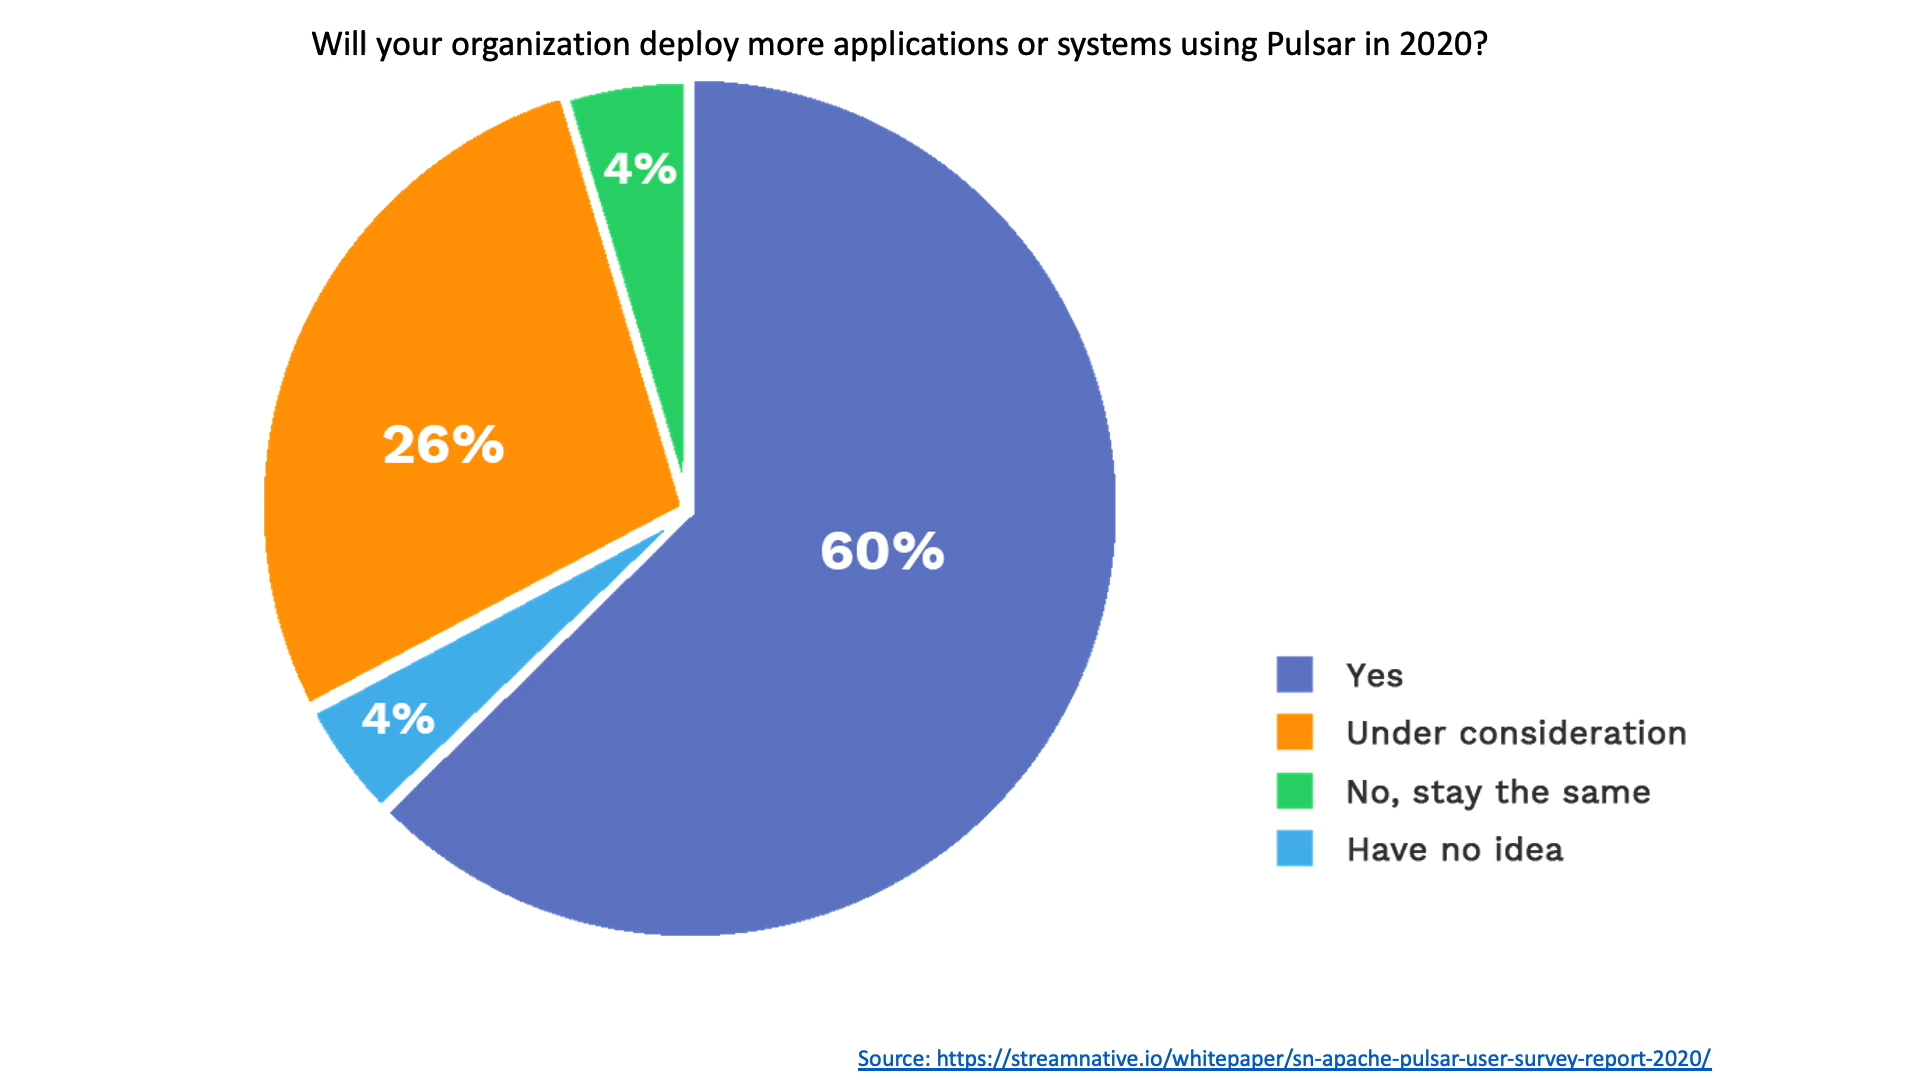 Will your organization deploy more applications or systems using Pulsar in 2020?
4%
26%
60%
4%
Yes
Under consideration
No, stay the same
Have no idea
Source: https://streamnative.io/whitepaper/sn-apache-pulsar-user-survey-report-2020/